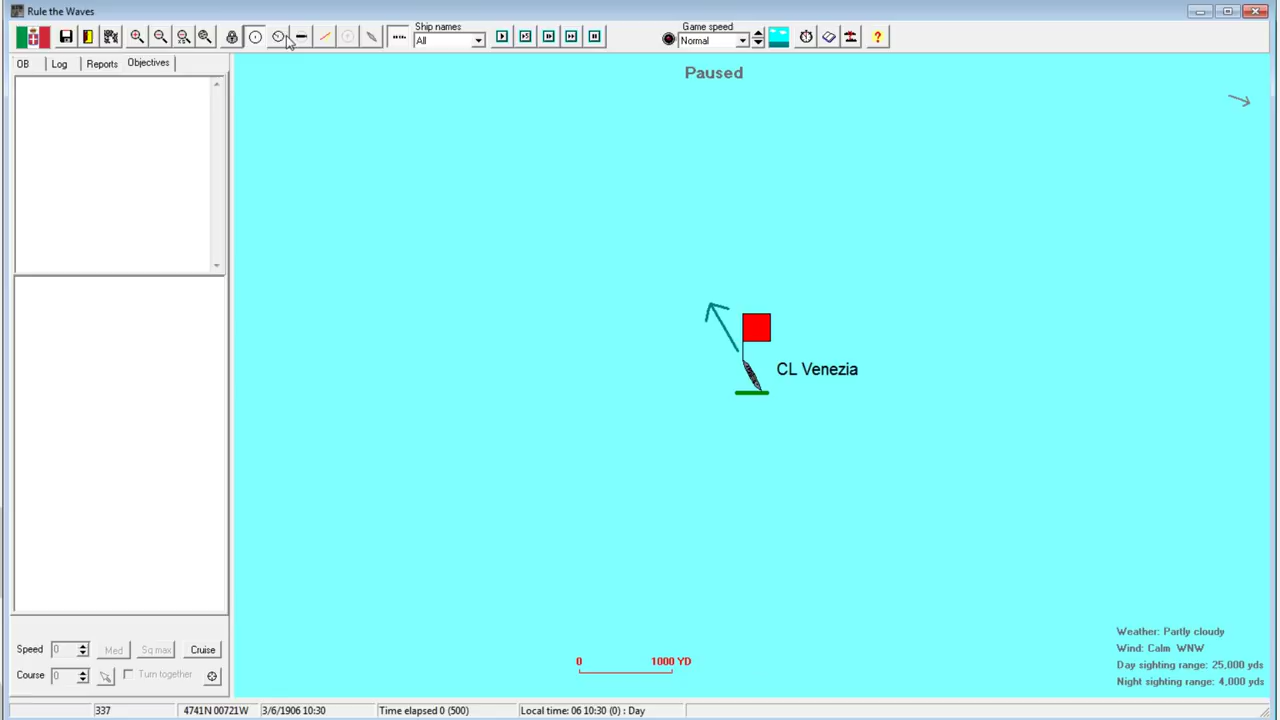 Rule the Waves
Ship names
All
Game speed
Normal
?
OB Log Reports Objectives
Paused
CL Venezia
Speed 0 Med Sq max Cruise
Course 0 Turn together
0 1000 YD
Weather: Partly cloudy
Wind: Calm WNW
Day sighting range: 25,000 yds
Night sighting range: 4,000 yds
337 4741N 00721W 3/6/1906 10:30 Time elapsed 0 (500) Local time: 06 10:30 (0) : Day